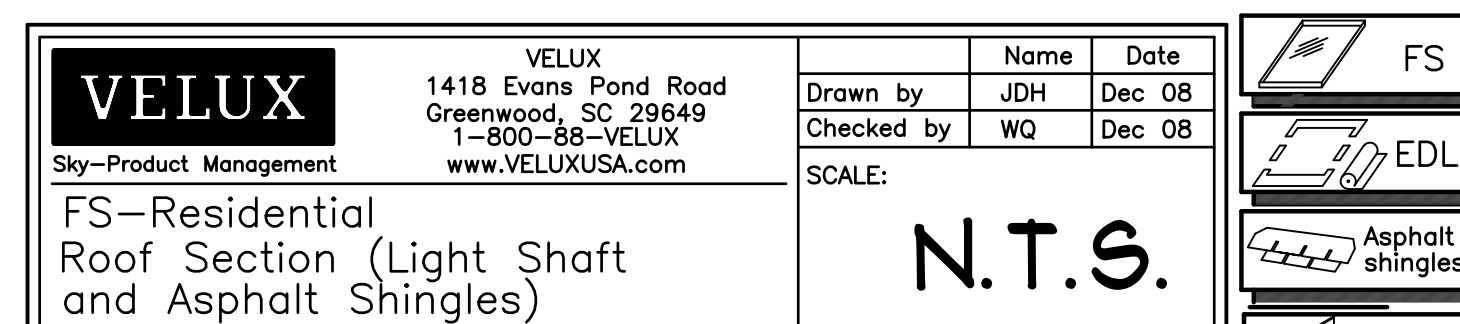 VELUX
Sky-Product Management
VELUX
1418 Evans Pond Road
Greenwood, SC 29649
1-800-88-VELUX
www.VELUXUSA.com
FS-Residential
Roof Section (Light Shaft
and Asphalt Shingles)
Name Date
Drawn by JDH Dec 08
Checked by WQ Dec 08
SCALE:
N.T.S.
FS
EDL
Asphalt
shingles